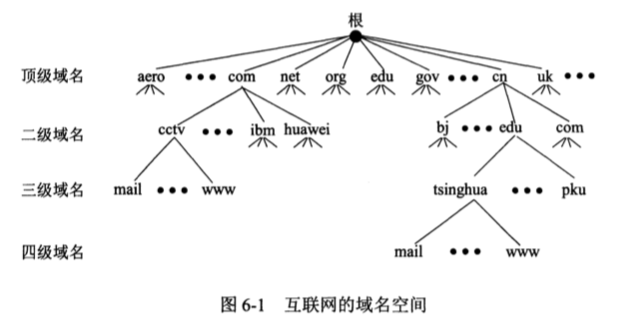 根
顶级域名 aero ••• com net org edu gov ••• cn uk •••
二级域名 cctv ••• ibm huawei bj ••• edu com
三级域名 mail ••• www tsinghua ••• pku
四级域名 mail ••• www
图 6-1 互联网的域名空间